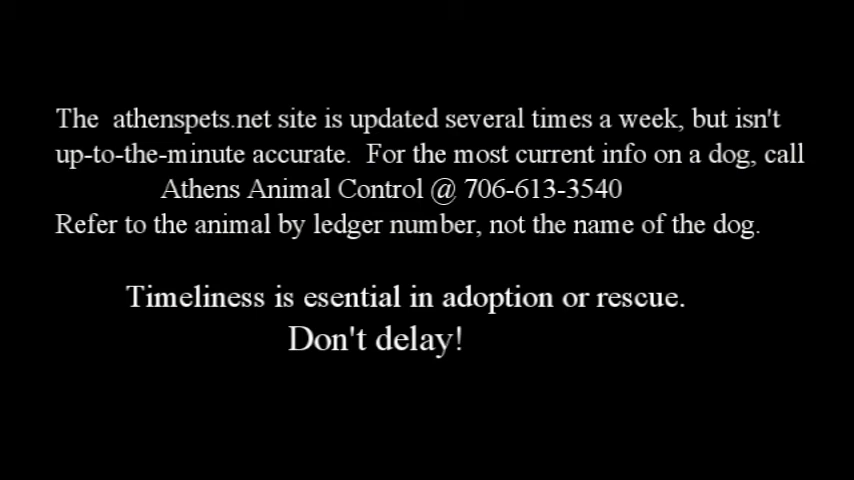 The  athenspets.net site is updated several times a week, but isn't
up-to-the-minute accurate.  For the most current info on a dog, call
Athens Animal Control @ 706-613-3540
Refer to the animal by ledger number, not the name of the dog.
Timeliness is esential in adoption or rescue.
Don't delay!